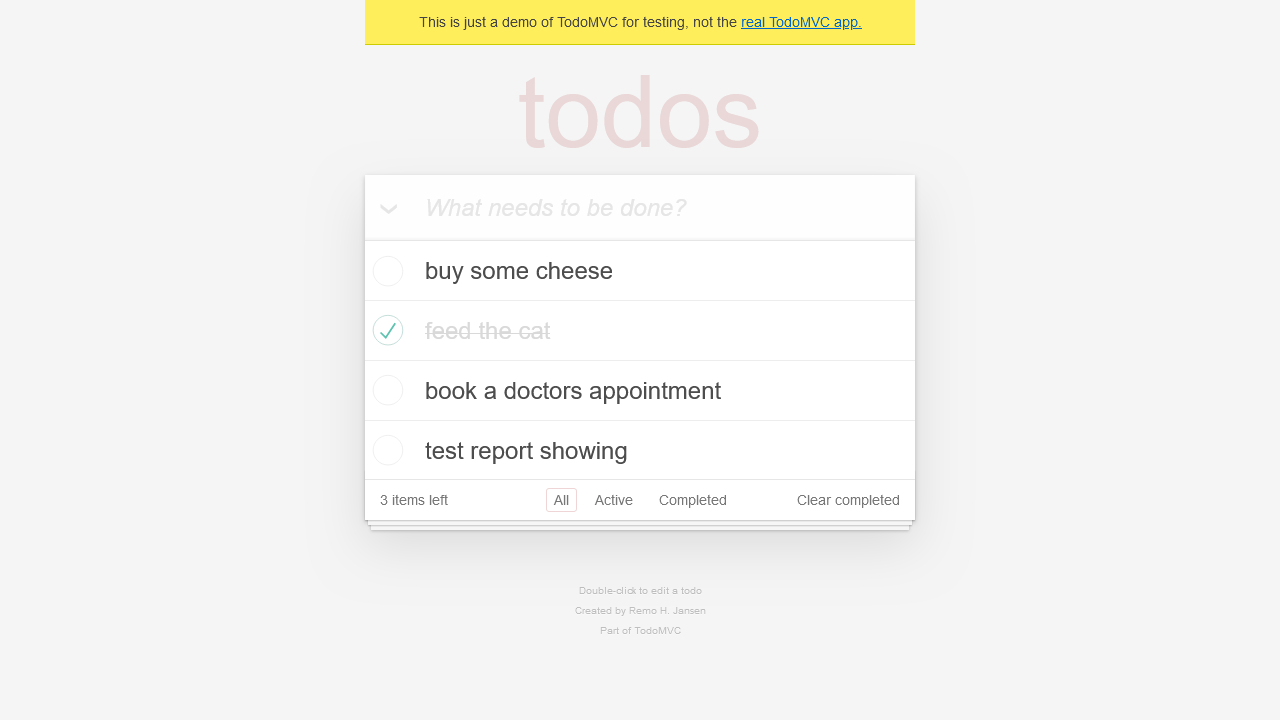 This is just a demo of TodoMVC for testing, not the real TodoMVC app.
todos
What needs to be done?
buy some cheese
feed the cat
book a doctors appointment
test report showing
3 items left All Active Completed Clear completed
Double-click to edit a todo
Created by Remo H. Jansen
Part of TodoMVC